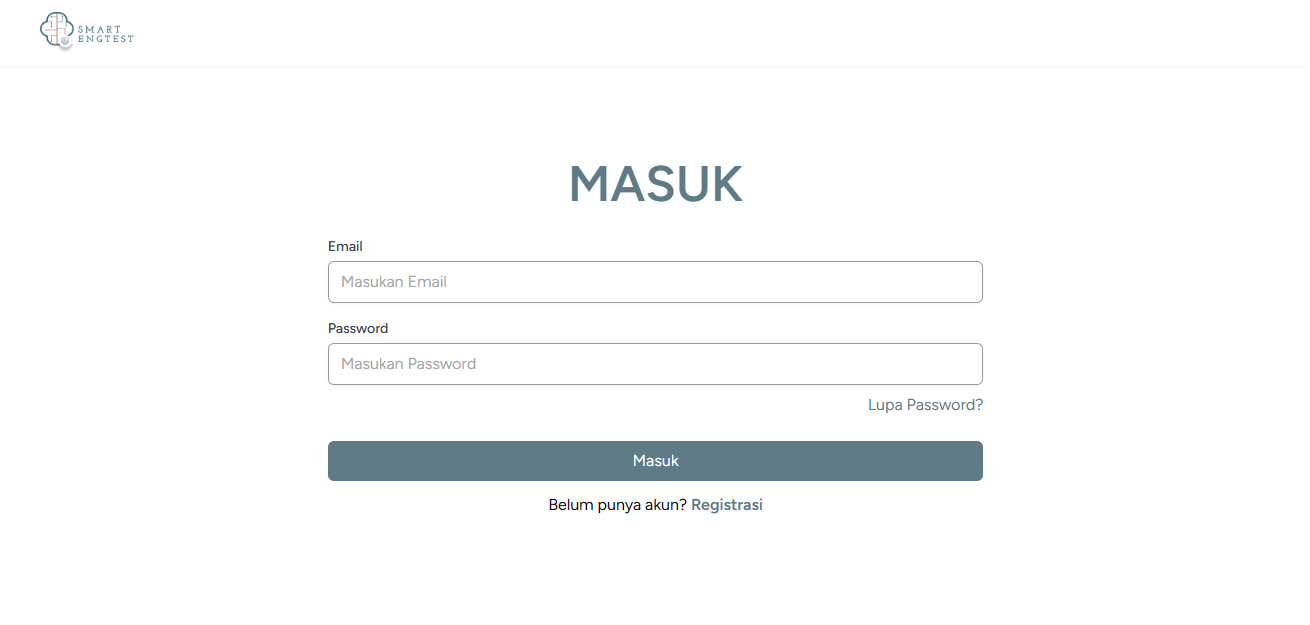 SMART
ENGTEST
MASUK
Email
Masukan Email
Password
Masukan Password
Lupa Password?
Masuk
Belum punya akun? Registrasi